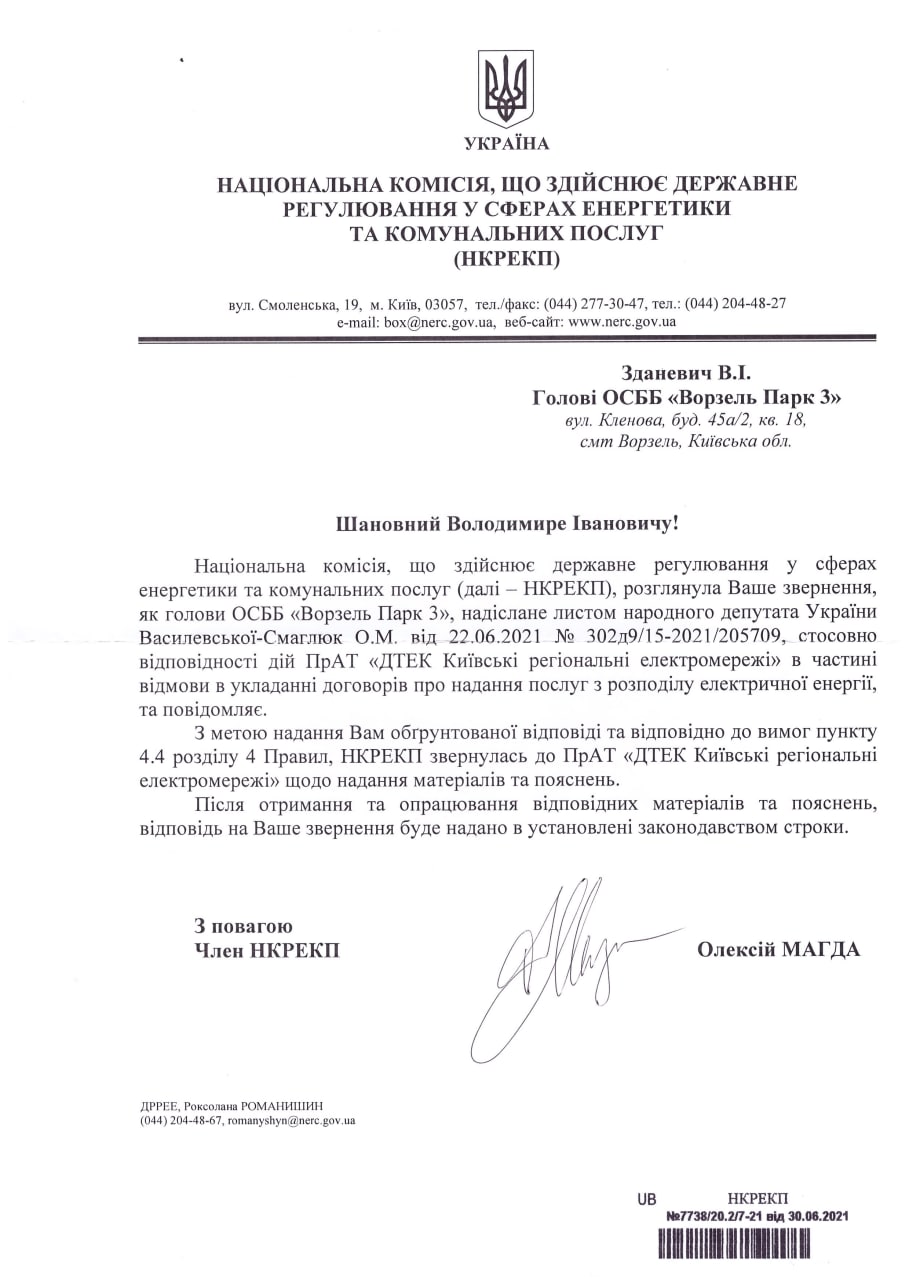 УКРАЇНА
НАЦІОНАЛЬНА КОМІСІЯ, ЩО ЗДІЙСНЮЄ ДЕРЖАВНЕ
РЕГУЛЮВАННЯ У СФЕРАХ ЕНЕРГЕТИКИ
ТА КОМУНАЛЬНИХ ПОСЛУГ
(НКРЕКП)
вул. Смоленська, 19, м. Київ, 03057, тел./факс: (044) 277-30-47, тел.: (044) 204-48-27
e-mail: box@nerc.gov.ua, веб-сайт: www.nerc.gov.ua
Зданевич В.І.
Голові ОСББ «Ворзель Парк 3»
вул. Кленова, буд. 45а/2, кв. 18,
смт Ворзель, Київська обл.
Шановний Володимире Івановичу!
Національна комісія, що здійснює державне регулювання у сферах
енергетики та комунальних послуг (далі – НКРЕКП), розглянула Ваше звернення,
як голови ОСББ «Ворзель Парк 3», надіслане листом народного депутата України
Василевської-Смаглюк О.М. від 22.06.2021 № 302д9/15-2021/205709, стосовно
відповідності дій ПрАТ «ДТЕК Київські регіональні електромережі» в частині
відмови в укладанні договорів про надання послуг з розподілу електричної енергії,
та повідомляє.
З метою надання Вам обґрунтованої відповіді та відповідно до вимог пункту
4.4 розділу 4 Правил, НКРЕКП звернулась до ПрАТ «ДТЕК Київські регіональні
електромережі» щодо надання матеріалів та пояснень.
Після отримання та опрацювання відповідних матеріалів та пояснень,
відповідь на Ваше звернення буде надано в установлені законодавством строки.
З повагою
Член НКРЕКП
Олексій МАГДА
ДРРЕЕ, Роксолана РОМАНИШИН
(044) 204-48-67, romanyshyn@nerc.gov.ua
UB НКРЕКП
№7738/20.2/7-21 від 30.06.2021